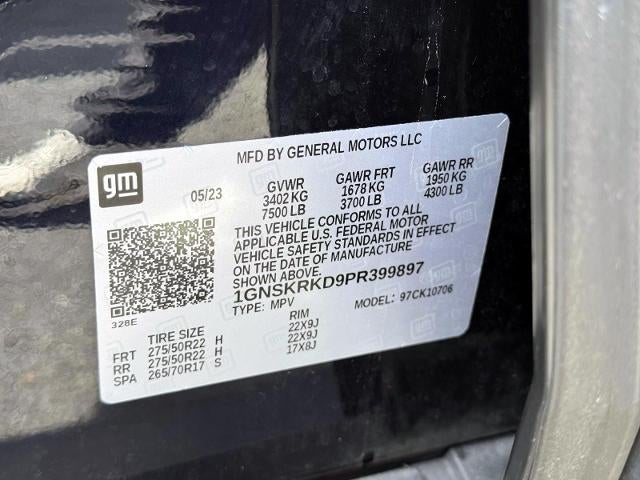 MFD BY GENERAL MOTORS LLC
gm
05/23 GVWR GAWR FRT GAWR RR
3402 KG 1678 KG 1950 KG
7500 LB 3700 LB 4300 LB
THIS VEHICLE CONFORMS TO ALL
APPLICABLE U.S. FEDERAL MOTOR
VEHICLE SAFETY STANDARDS IN EFFECT
ON THE DATE OF MANUFACTURE
SHOWN ABOVE.
1GNSKRKD9PR399897
TYPE: MPV MODEL: 97CK10706
328E
TIRE SIZE RIM
FRT 275/50R22 H 22X9J
RR 275/50R22 H 22X9J
SPA 265/70R17 S 17X8J